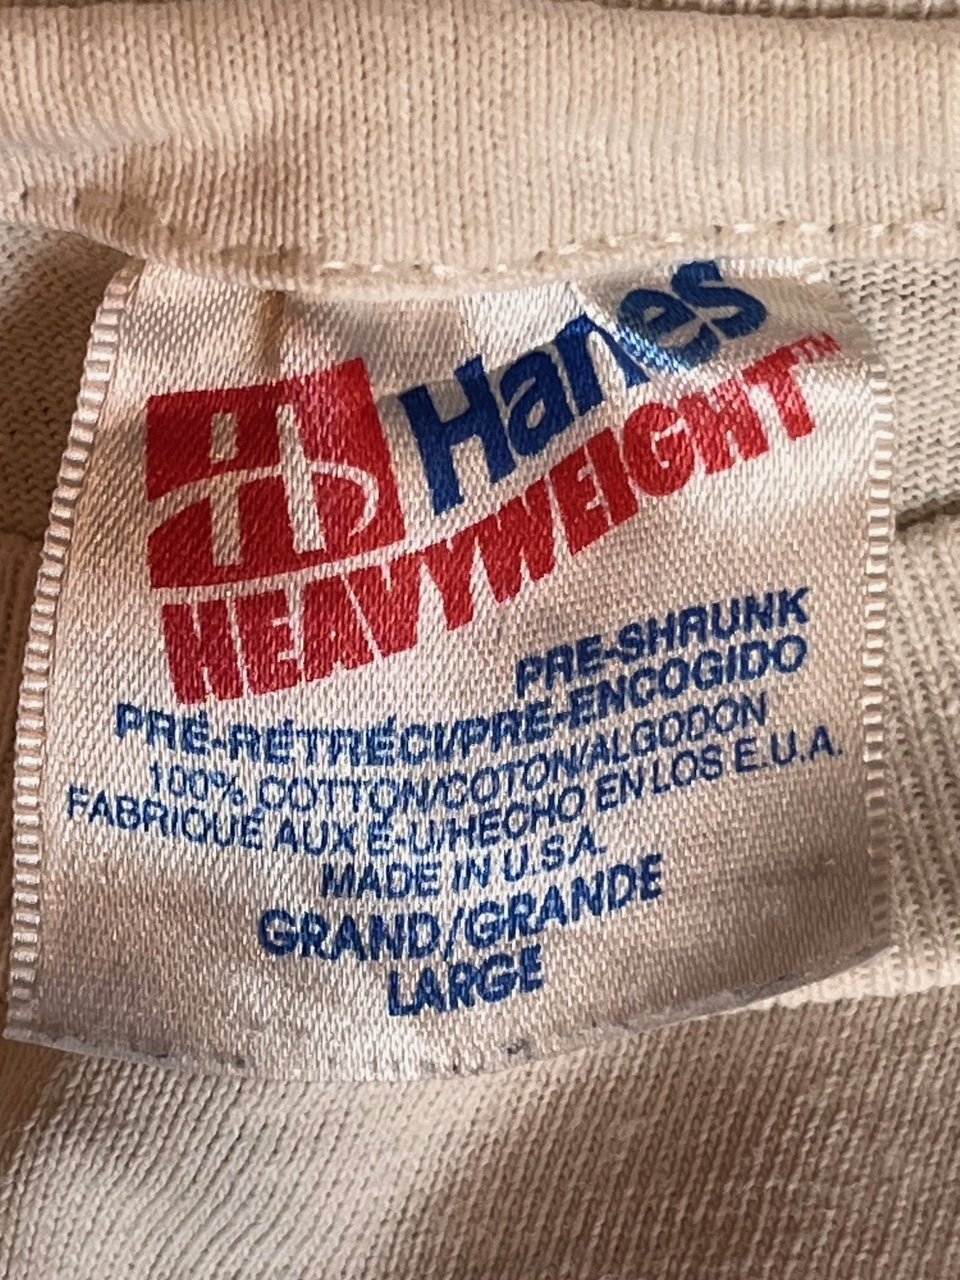 Hanes
HEAVYWEIGHT™
PRE-SHRUNK
PRÉ-RÉTRÉCI/PRE-ENCOGIDO
100% COTTON/COTON/ALGODON
FABRIQUÉ AUX É-U/HECHO EN LOS E.U.A.
MADE IN U.S.A.
GRAND/GRANDE
LARGE